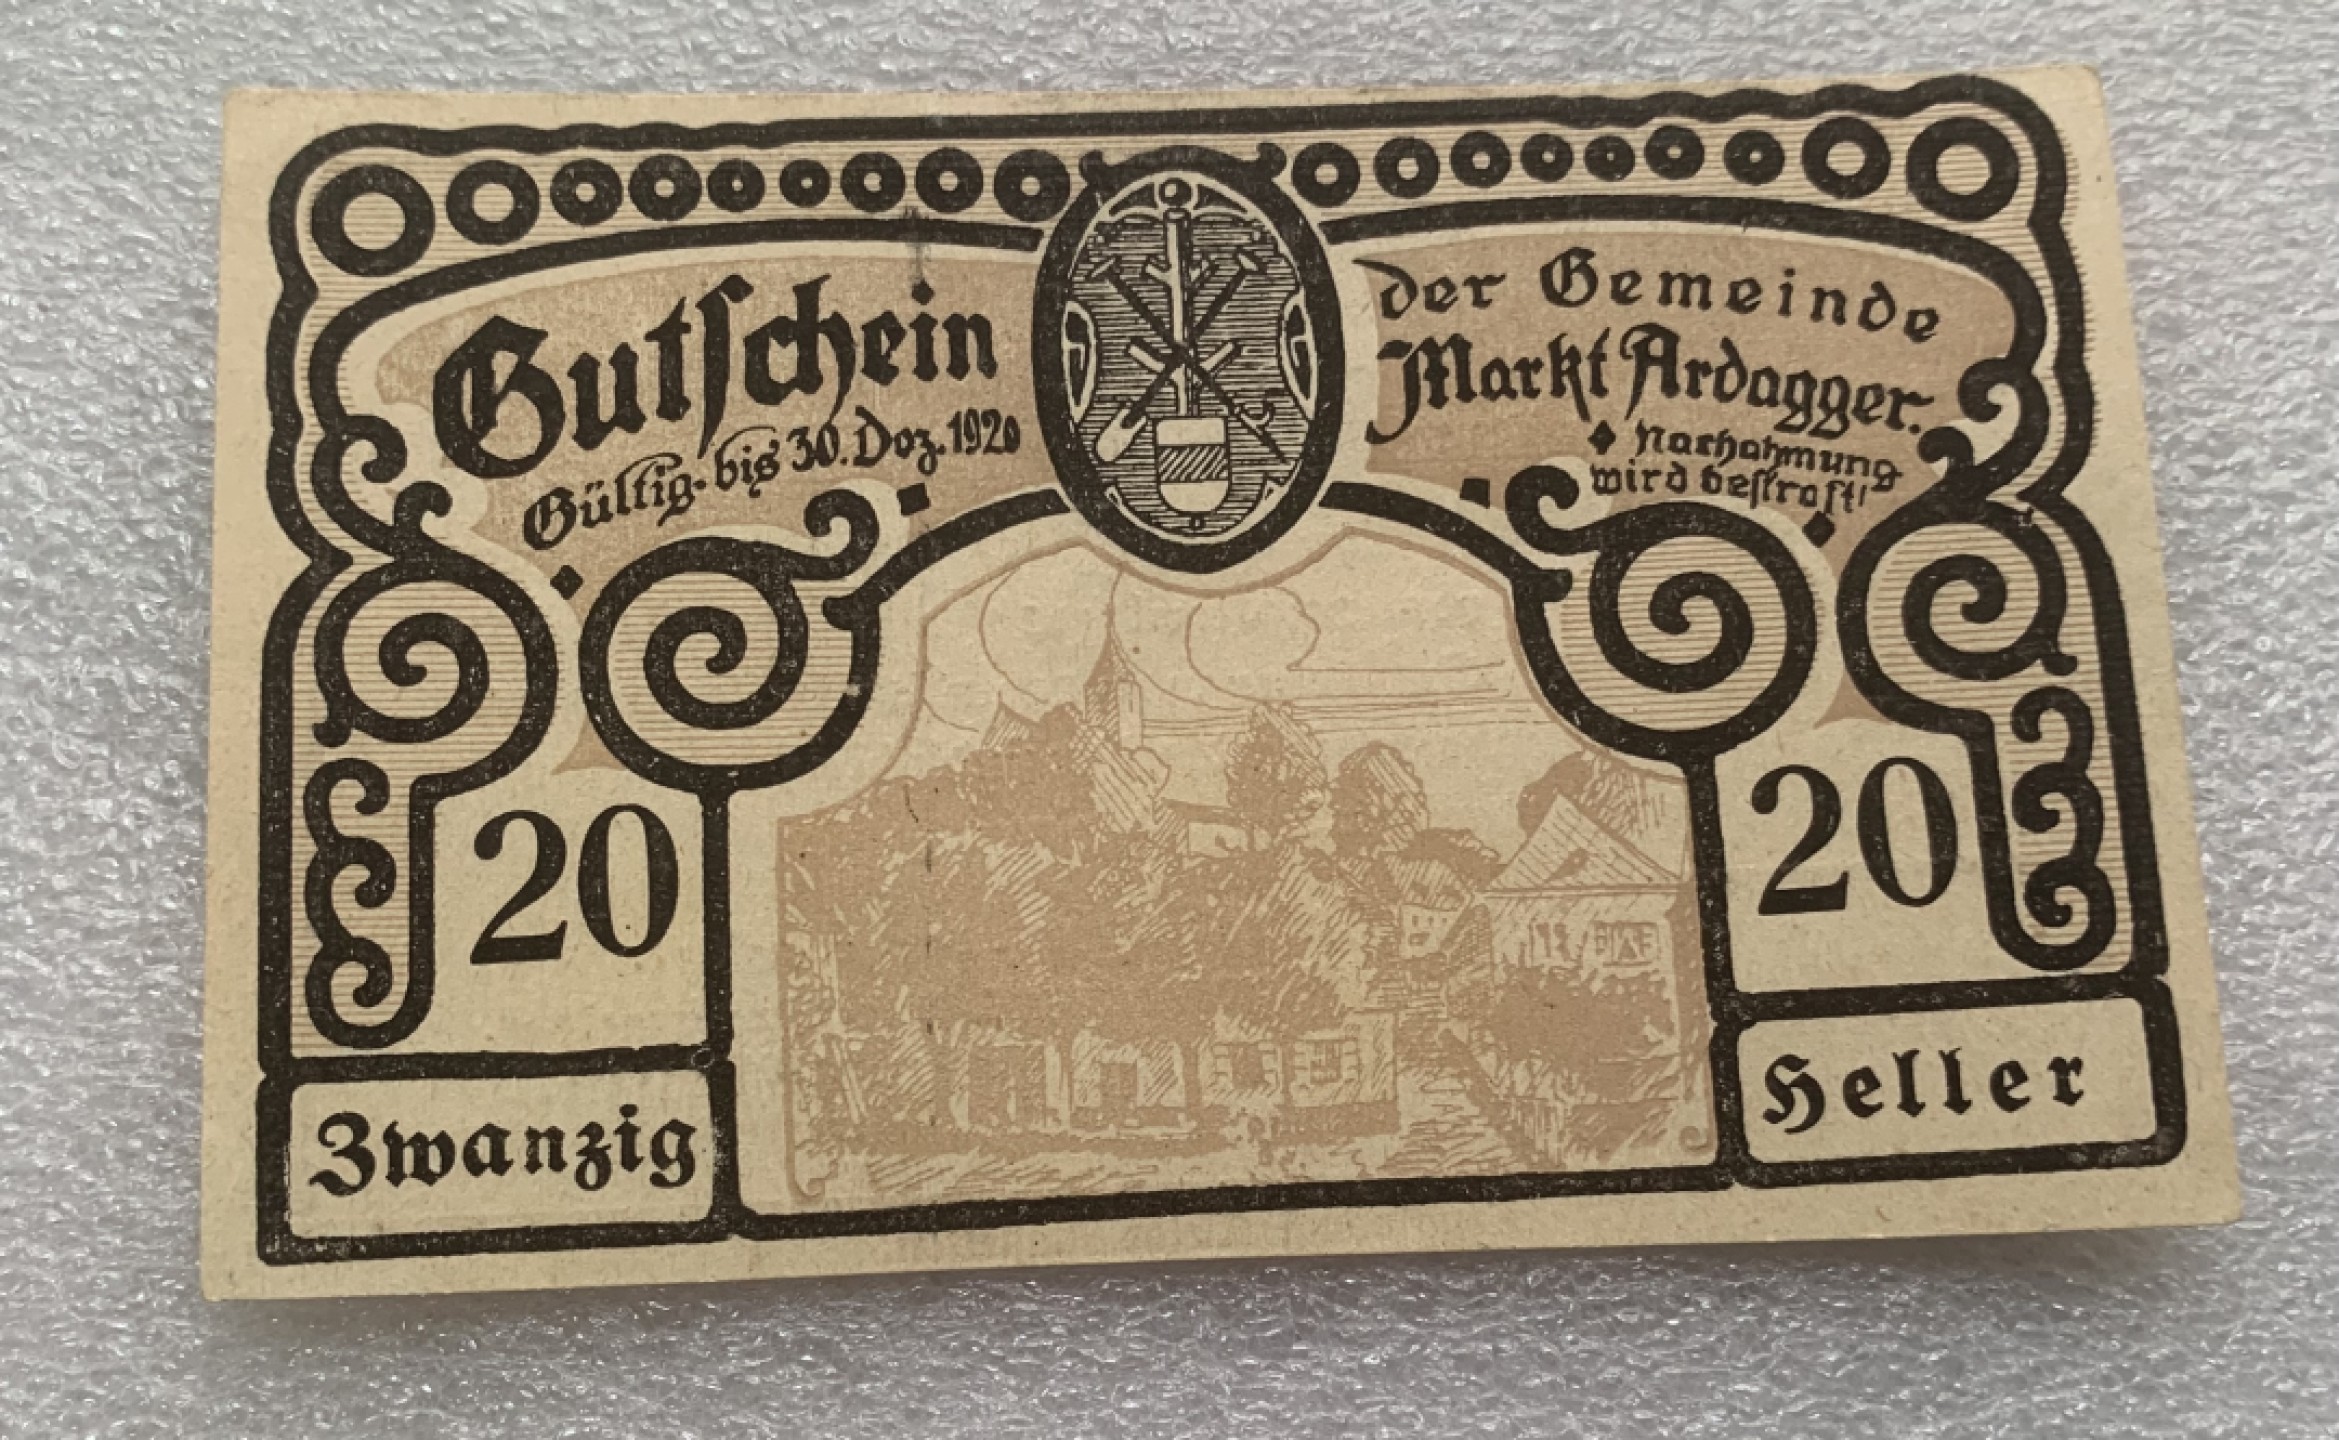 Gutschein
Gültig bis 30. Dez. 1920
der Gemeinde
Markt Ardagger.
Nachahmung
wird bestraft!
20
20
Zwanzig
Heller